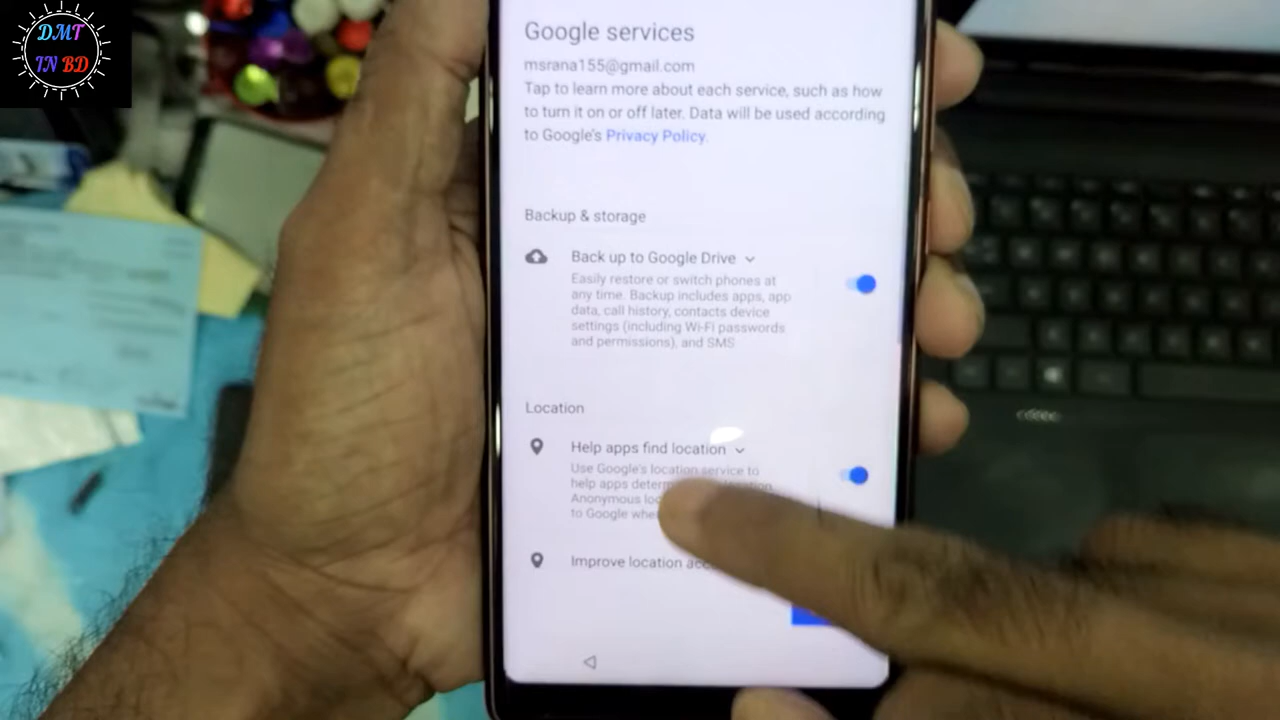 DMT
IN BD
Google services
msrana155@gmail.com
Tap to learn more about each service, such as how
to turn it on or off later. Data will be used according
to Google's Privacy Policy.
Backup & storage
Back up to Google Drive
Easily restore or switch phones at
any time. Backup includes apps, app
data, call history, contacts device
settings (including Wi-Fi passwords
and permissions), and SMS
Location
Help apps find location
Use Google's location service to
help apps
Anonymous
to Google
Improve location